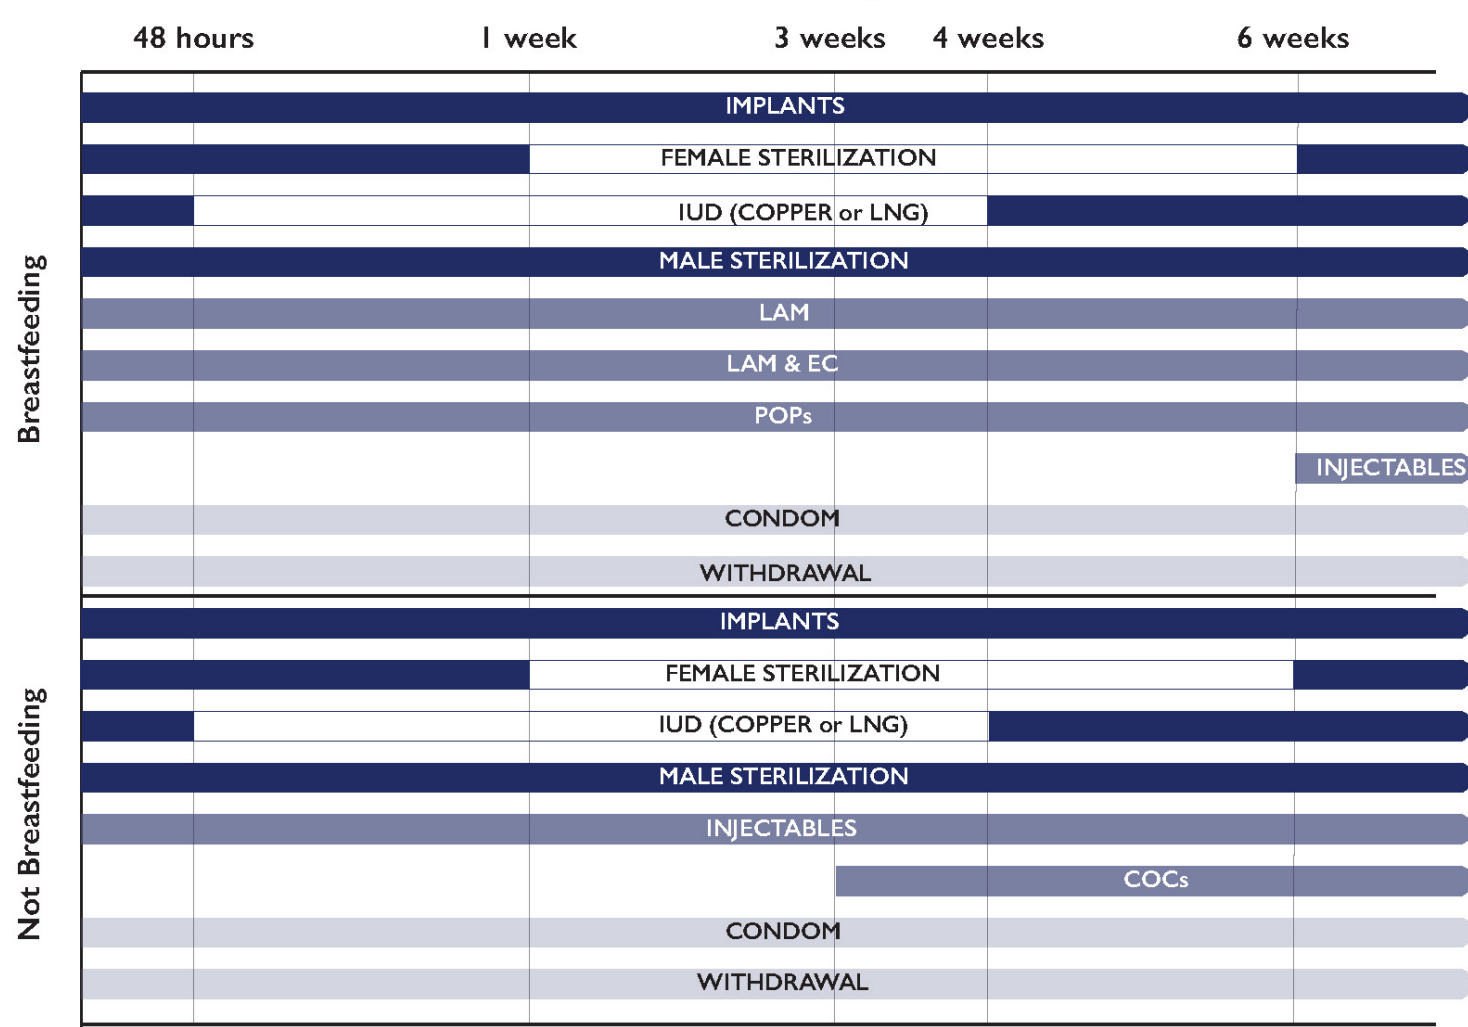 48 hours 1 week 3 weeks 4 weeks 6 weeks
Breastfeeding
IMPLANTS
FEMALE STERILIZATION
IUD (COPPER or LNG)
MALE STERILIZATION
LAM
LAM & EC
POPs
INJECTABLES
CONDOM
WITHDRAWAL
Not Breastfeeding
IMPLANTS
FEMALE STERILIZATION
IUD (COPPER or LNG)
MALE STERILIZATION
INJECTABLES
COCs
CONDOM
WITHDRAWAL